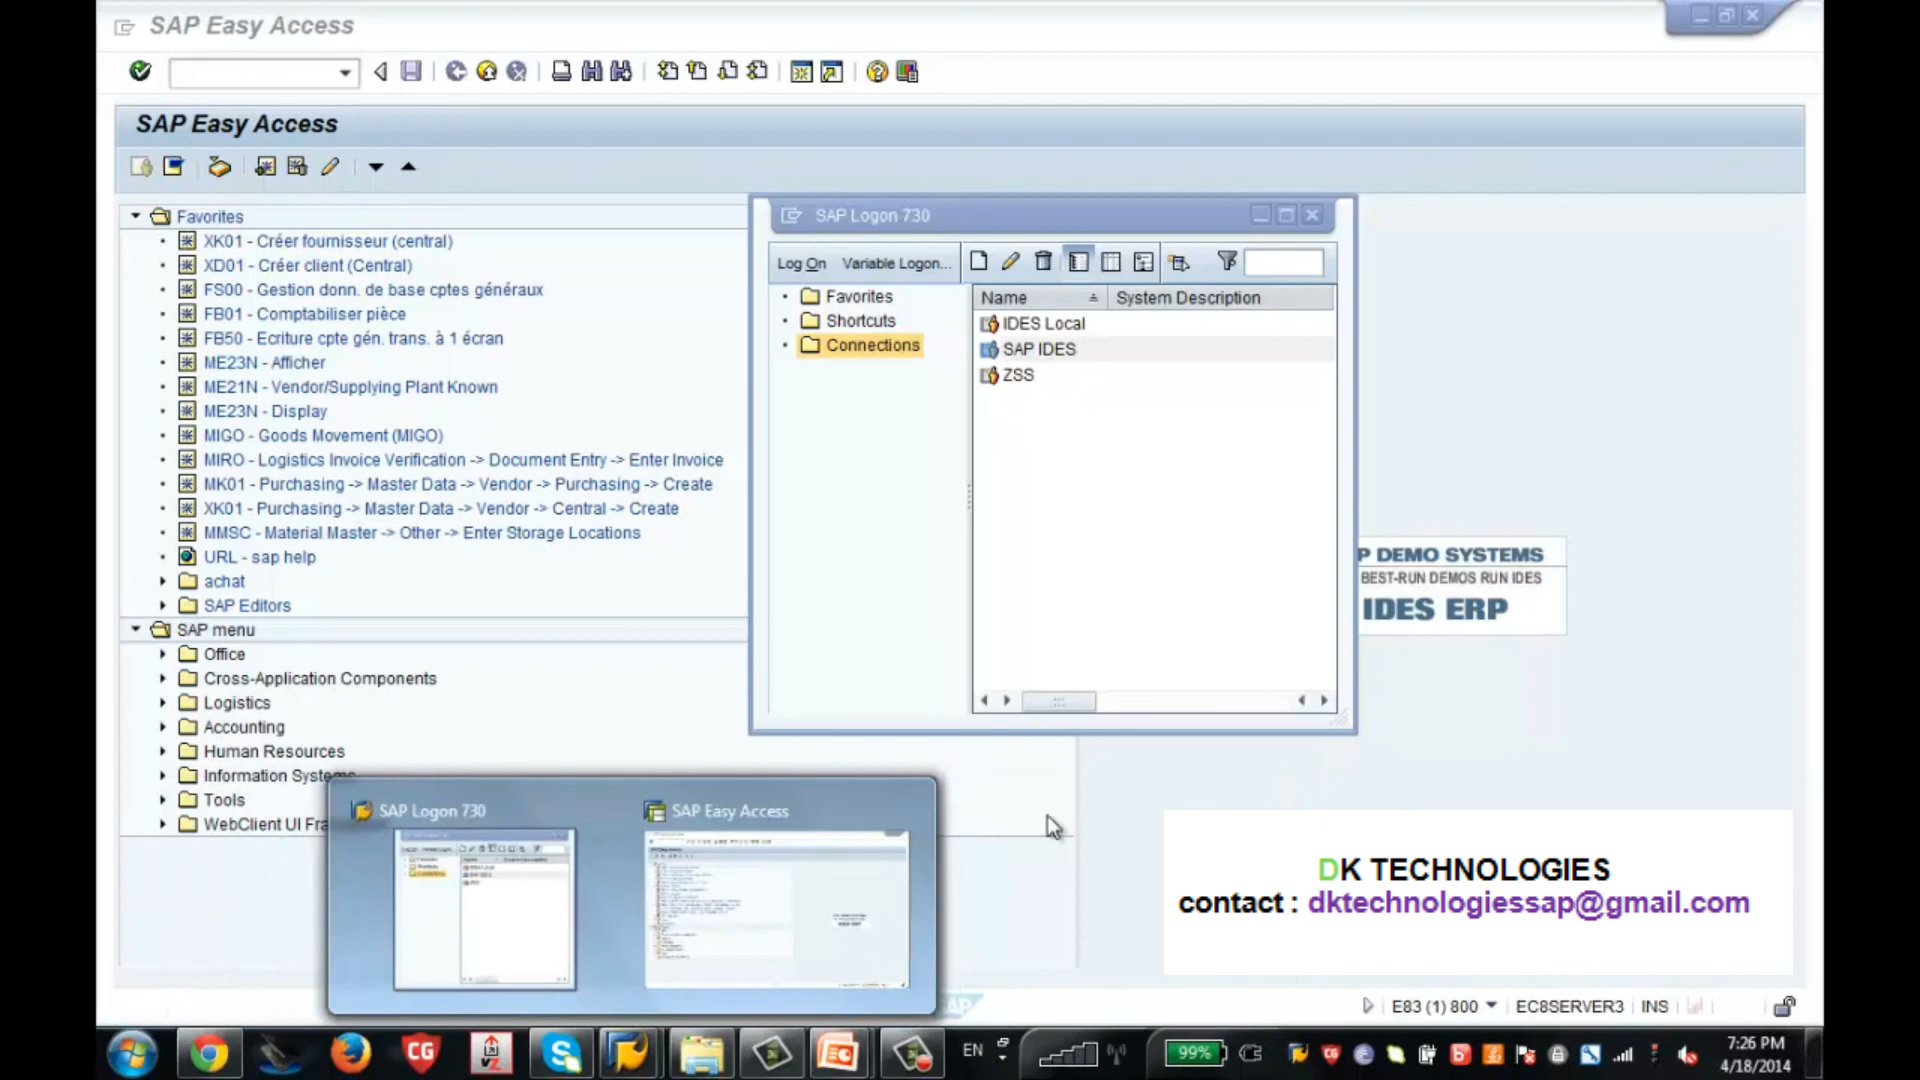 SAP Easy Access
SAP Easy Access
Favorites
XK01 - Créer fournisseur (central)
XD01 - Créer client (Central)
FS00 - Gestion donn. de base cptes généraux
FB01 - Comptabiliser pièce
FB50 - Ecriture cpte gén. trans. à 1 écran
ME23N - Afficher
ME21N - Vendor/Supplying Plant Known
ME23N - Display
MIGO - Goods Movement (MIGO)
MIRO - Logistics Invoice Verification -> Document Entry -> Enter Invoice
MK01 - Purchasing -> Master Data -> Vendor -> Purchasing -> Create
XK01 - Purchasing -> Master Data -> Vendor -> Central -> Create
MMSC - Material Master -> Other -> Enter Storage Locations
URL - sap help
achat
SAP Editors
SAP menu
Office
Cross-Application Components
Logistics
Accounting
Human Resources
Information Systems
Tools
WebClient UI Fra
SAP Logon 730
Log On Variable Logon...
Favorites
Shortcuts
Connections
Name System Description
IDES Local
SAP IDES
ZSS
P DEMO SYSTEMS
BEST-RUN DEMOS RUN IDES
IDES ERP
SAP Logon 730
SAP Easy Access
DK TECHNOLOGIES
contact : dktechnologiessap@gmail.com
E83 (1) 800 EC8SERVER3 INS
CG
EN
99%
7:26 PM
4/18/2014